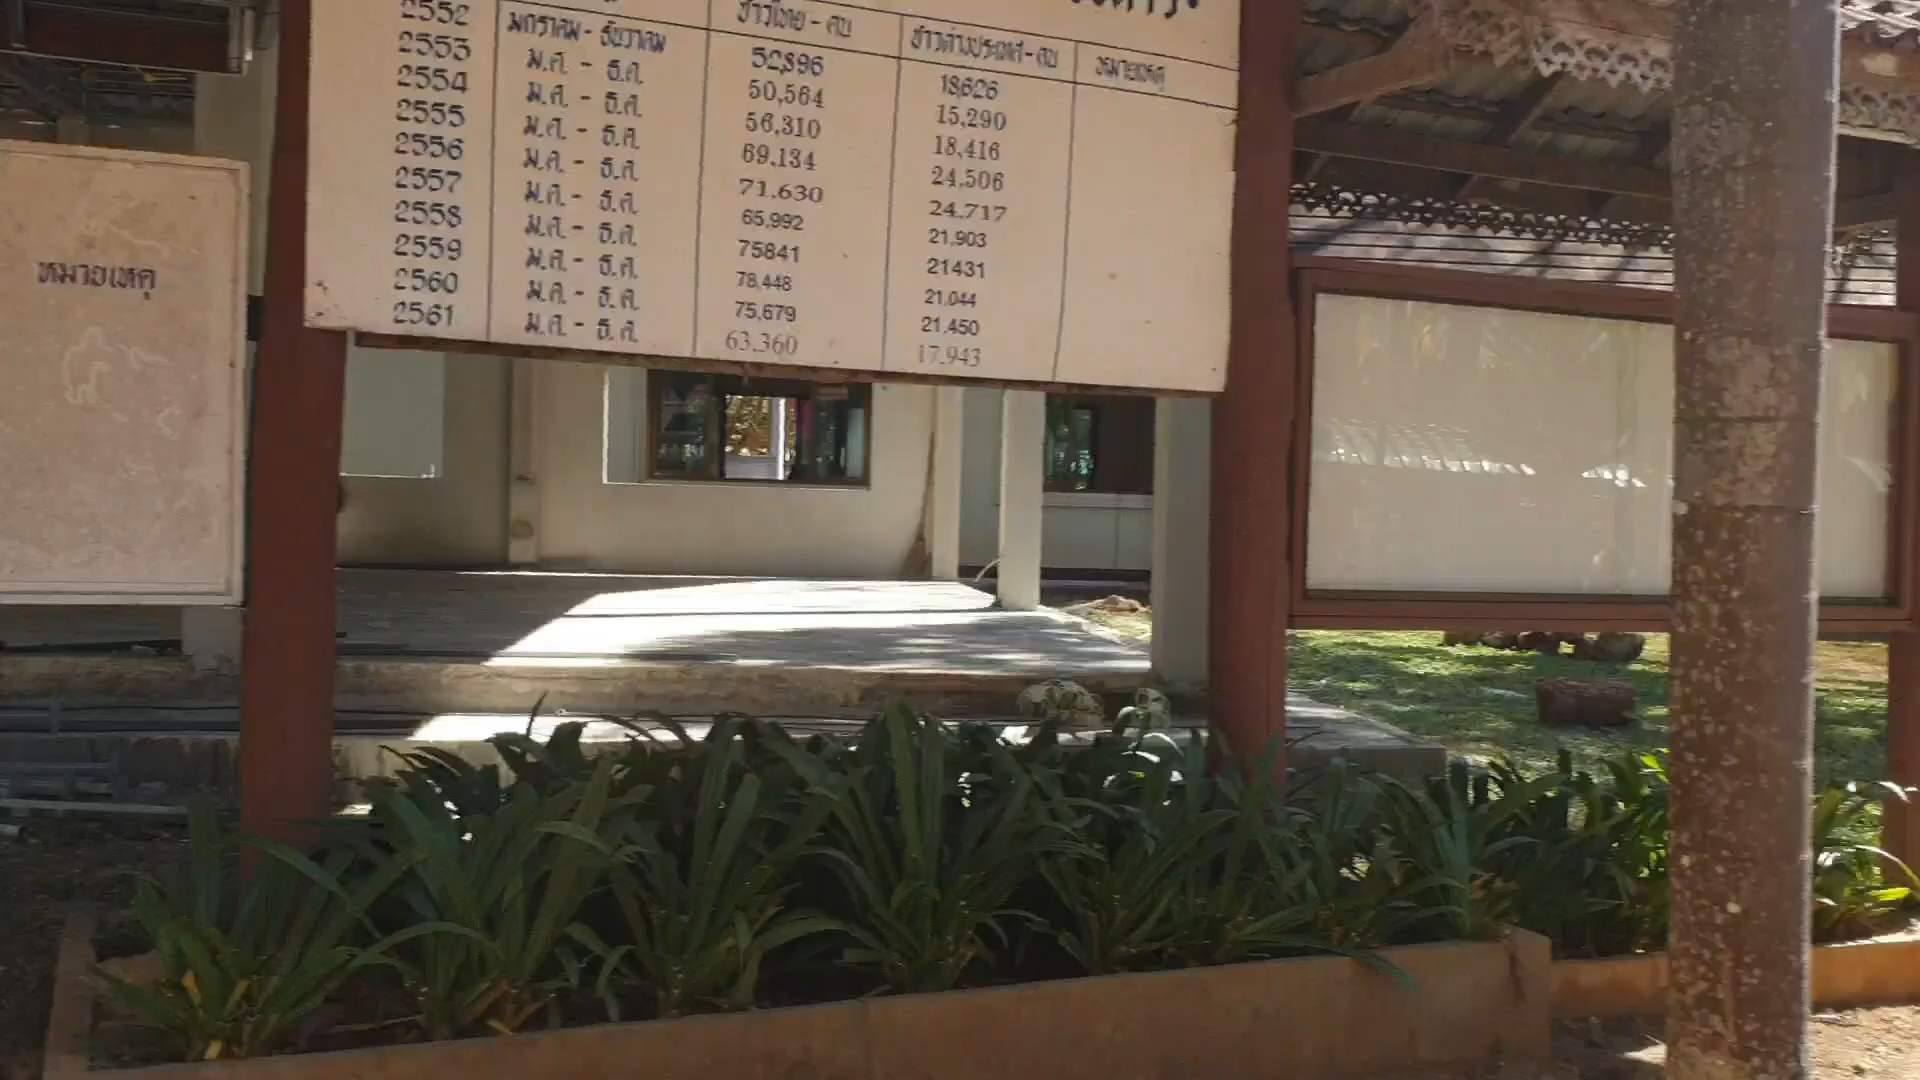 ชาวไทย - คน ชาวต่างประเทศ - คน หมายเหตุ
2552 มกราคม - ธันวาคม 52,896 18,626
2553 ม.ค. - ธ.ค. 50,564 15,290
2554 ม.ค. - ธ.ค. 56,310 18,416
2555 ม.ค. - ธ.ค. 69.134 24,506
2556 ม.ค. - ธ.ค. 71.630 24.717
2557 ม.ค. - ธ.ค. 65.992 21,903
2558 ม.ค. - ธ.ค. 75841 21431
2559 ม.ค. - ธ.ค. 78,448 21,044
2560 ม.ค. - ธ.ค. 75,679 21.450
2561 ม.ค. - ธ.ค. 63.360 17.943
หมายเหตุ